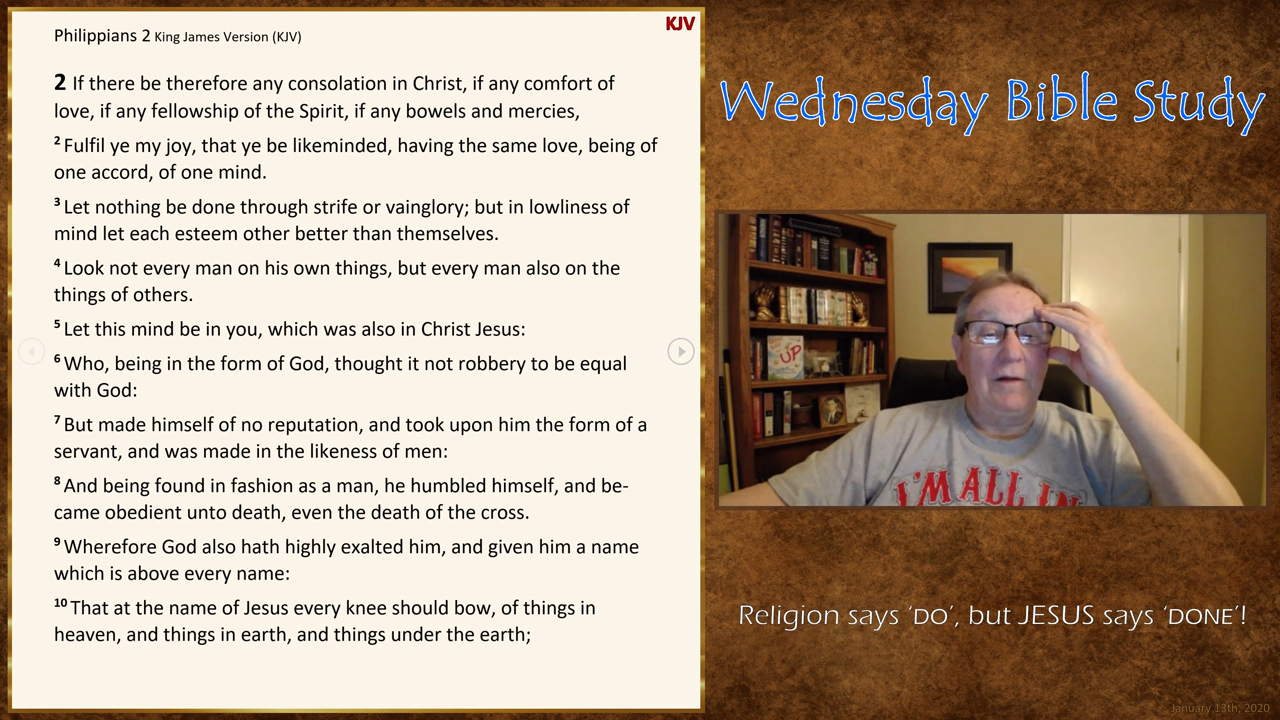 KJV
Philippians 2 King James Version (KJV)
2 If there be therefore any consolation in Christ, if any comfort of
love, if any fellowship of the Spirit, if any bowels and mercies,
2 Fulfil ye my joy, that ye be likeminded, having the same love, being of
one accord, of one mind.
3 Let nothing be done through strife or vainglory; but in lowliness of
mind let each esteem other better than themselves.
4 Look not every man on his own things, but every man also on the
things of others.
5 Let this mind be in you, which was also in Christ Jesus:
6 Who, being in the form of God, thought it not robbery to be equal
with God:
7 But made himself of no reputation, and took upon him the form of a
servant, and was made in the likeness of men:
8 And being found in fashion as a man, he humbled himself, and be-
came obedient unto death, even the death of the cross.
9 Wherefore God also hath highly exalted him, and given him a name
which is above every name:
10 That at the name of Jesus every knee should bow, of things in
heaven, and things in earth, and things under the earth;
Wednesday Bible Study
UP
I'M ALL IN
Religion says ‘DO’, but JESUS says ‘DONE’!
January 13th, 2020